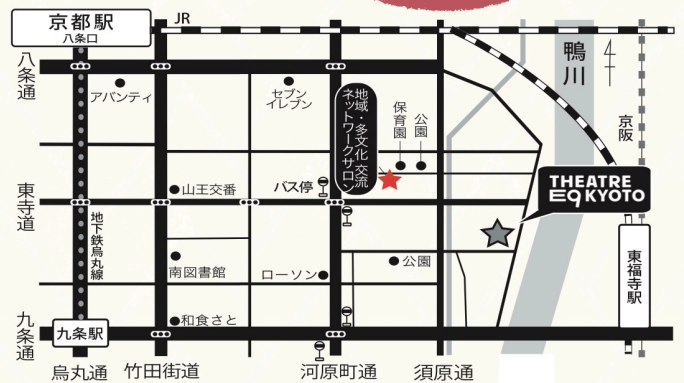 京都駅
八条口
JR
八条通
アバンティ
セブン
イレブン
地域・多文化交流
ネットワークサロン
保育園
公園
鴨川
4
京阪
THEATRE
E9 KYOTO
東寺道
山王交番
バス停
地下鉄烏丸線
南図書館
ローソン
公園
東福寺駅
九条通
九条駅
和食さと
烏丸通
竹田街道
河原町通
須原通